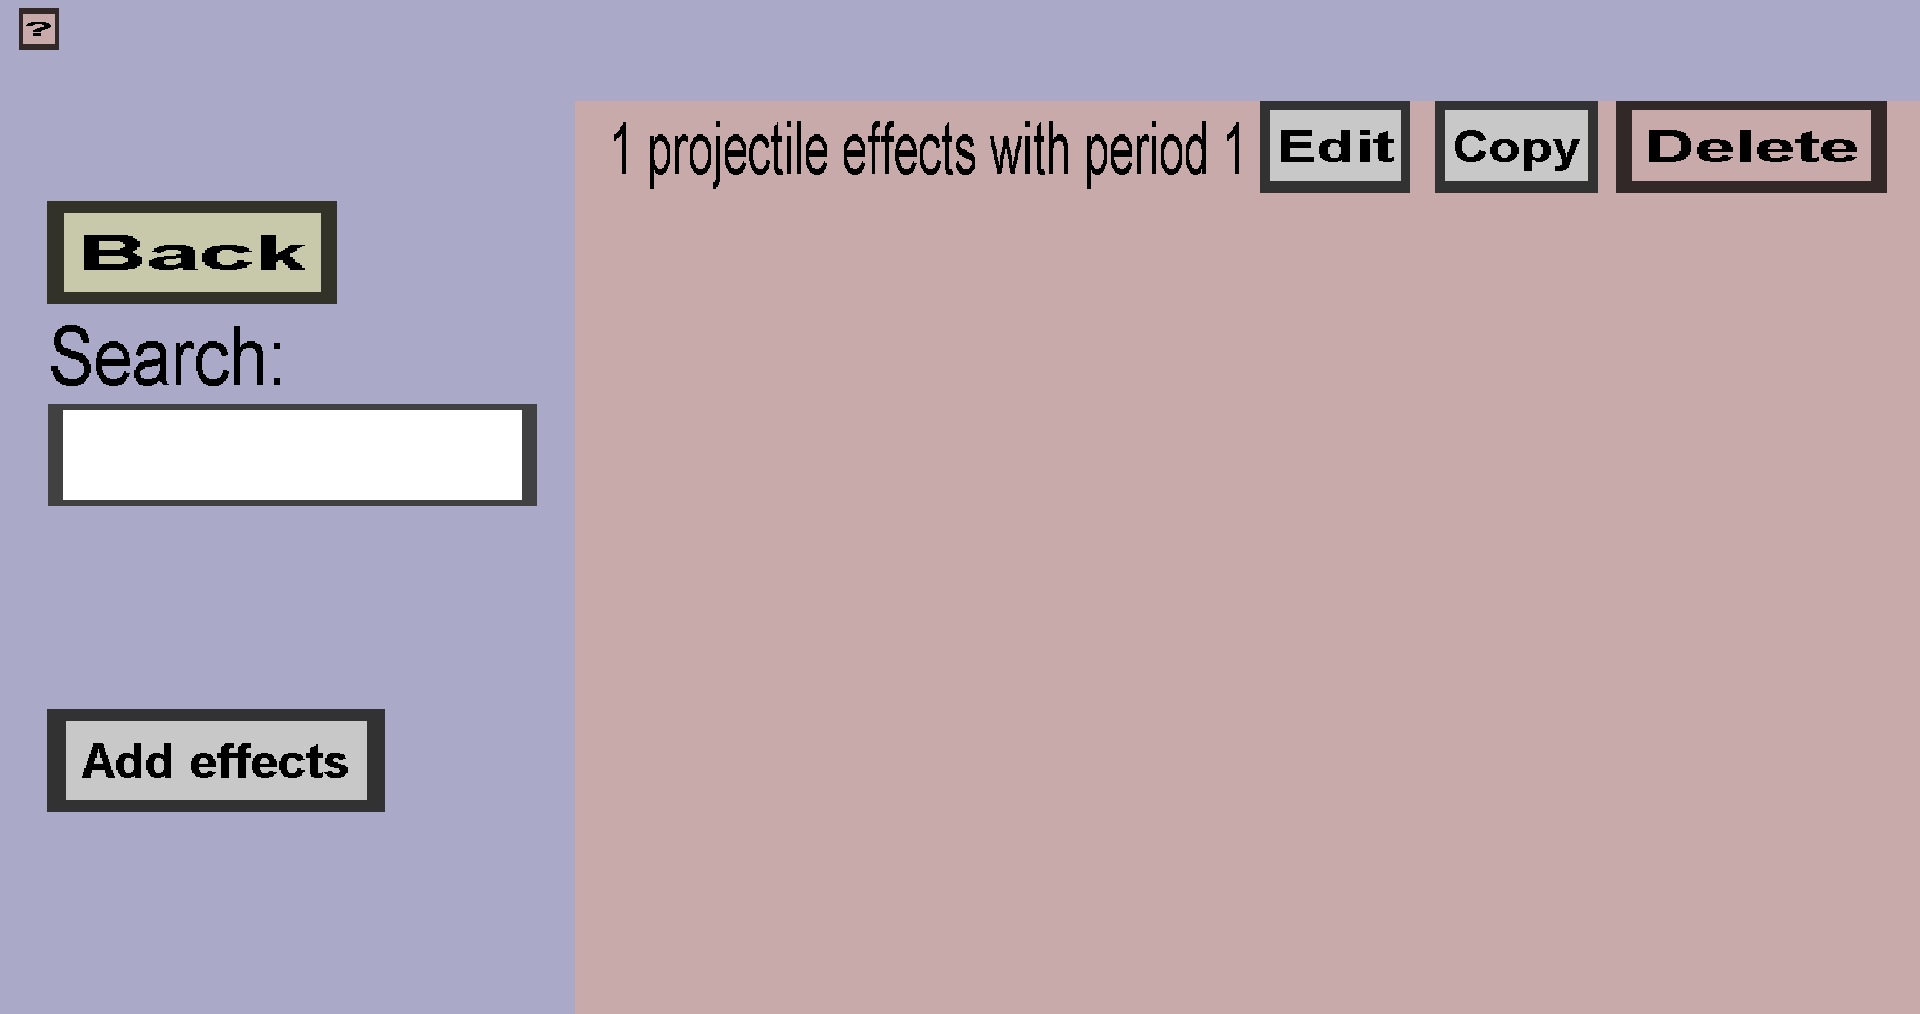 ?
1 projectile effects with period 1 Edit Copy Delete
Back
Search:
Add effects